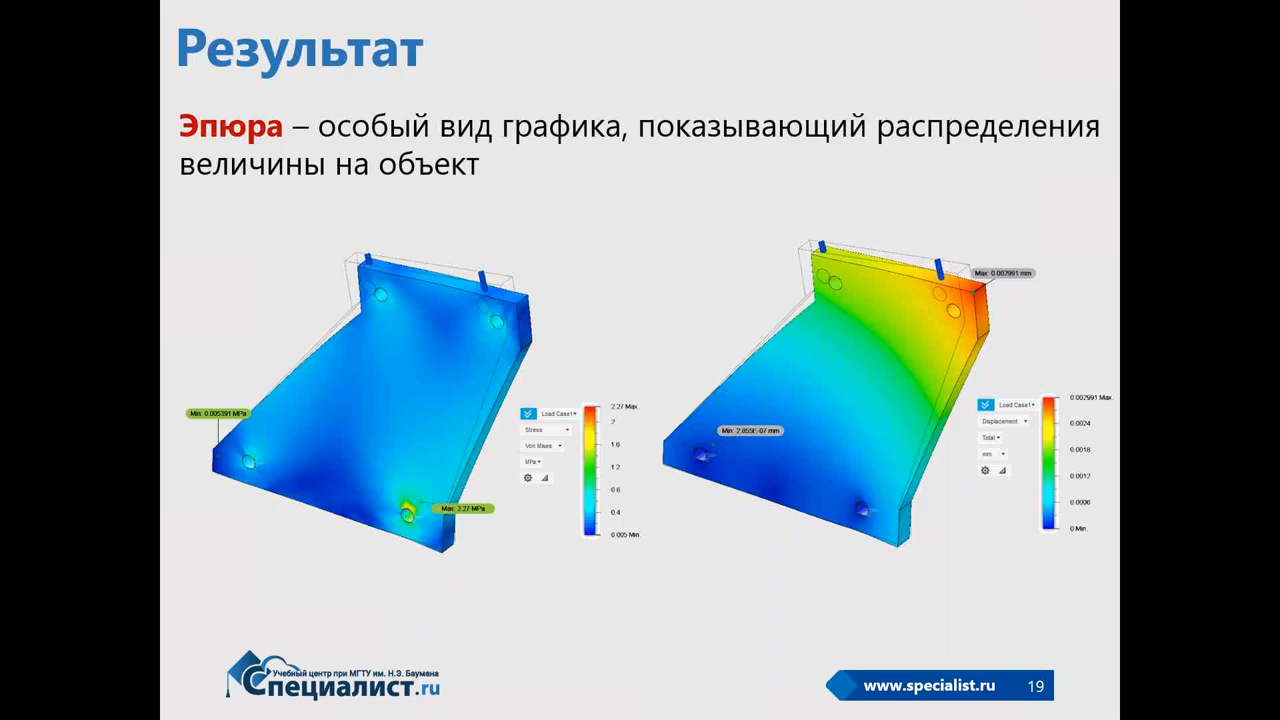 Результат
Эпюра – особый вид графика, показывающий распределения
величины на объект
Min: 0.005391 MPa
Max: 2.27 MPa
Load Case1
Stress
Von Mises
MPa
2.27 Max.
2
1.6
1.2
0.8
0.4
0.005 Min.
Max: 0.002991 mm
Min: 2.855E-07 mm
Load Case1
Displacement
Total
mm
0.002991 Max.
0.0024
0.0018
0.0012
0.0006
0 Min.
Учебный центр при МГТУ им. Н.Э. Баумана
Специалист.ru
www.specialist.ru 19